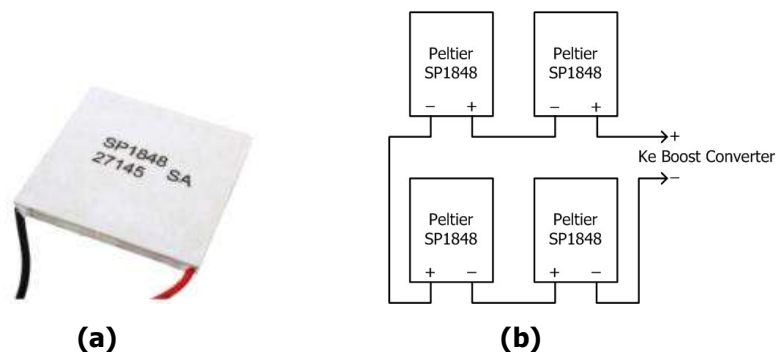 SP1848 SA
27145
(a)
Peltier
SP1848
− +
Peltier
SP1848
− +
+
Ke Boost Converter
−
Peltier
SP1848
+ −
Peltier
SP1848
+ −
(b)